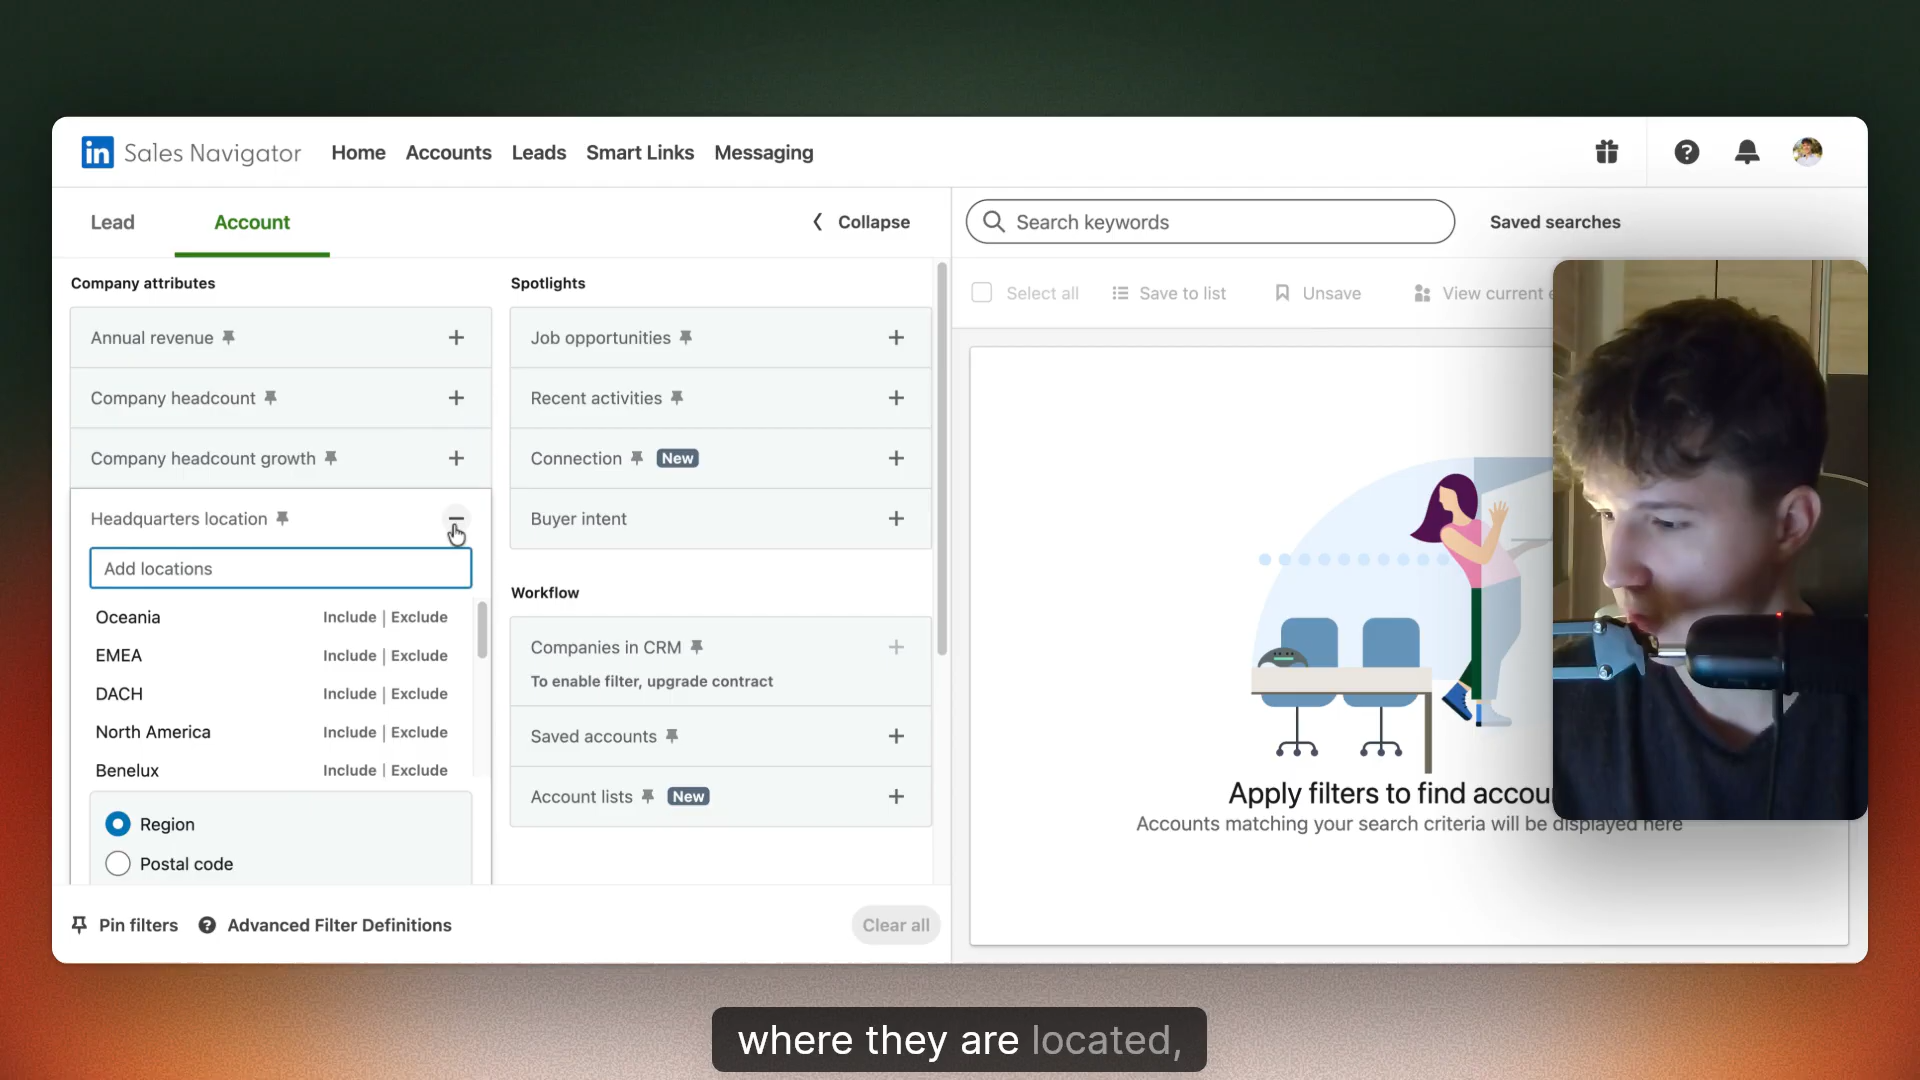 in Sales Navigator Home Accounts Leads Smart Links Messaging
Lead Account Collapse
Search keywords Saved searches
Company attributes
Annual revenue
Company headcount
Company headcount growth
Headquarters location
Add locations
Oceania Include | Exclude
EMEA Include | Exclude
DACH Include | Exclude
North America Include | Exclude
Benelux Include | Exclude
Region
Postal code
Spotlights
Job opportunities
Recent activities
Connection New
Buyer intent
Workflow
Companies in CRM
To enable filter, upgrade contract
Saved accounts
Account lists New
Pin filters Advanced Filter Definitions Clear all
Select all Save to list Unsave View current
Apply filters to find
Accounts matching your search criteria will be displayed here
where they are located,